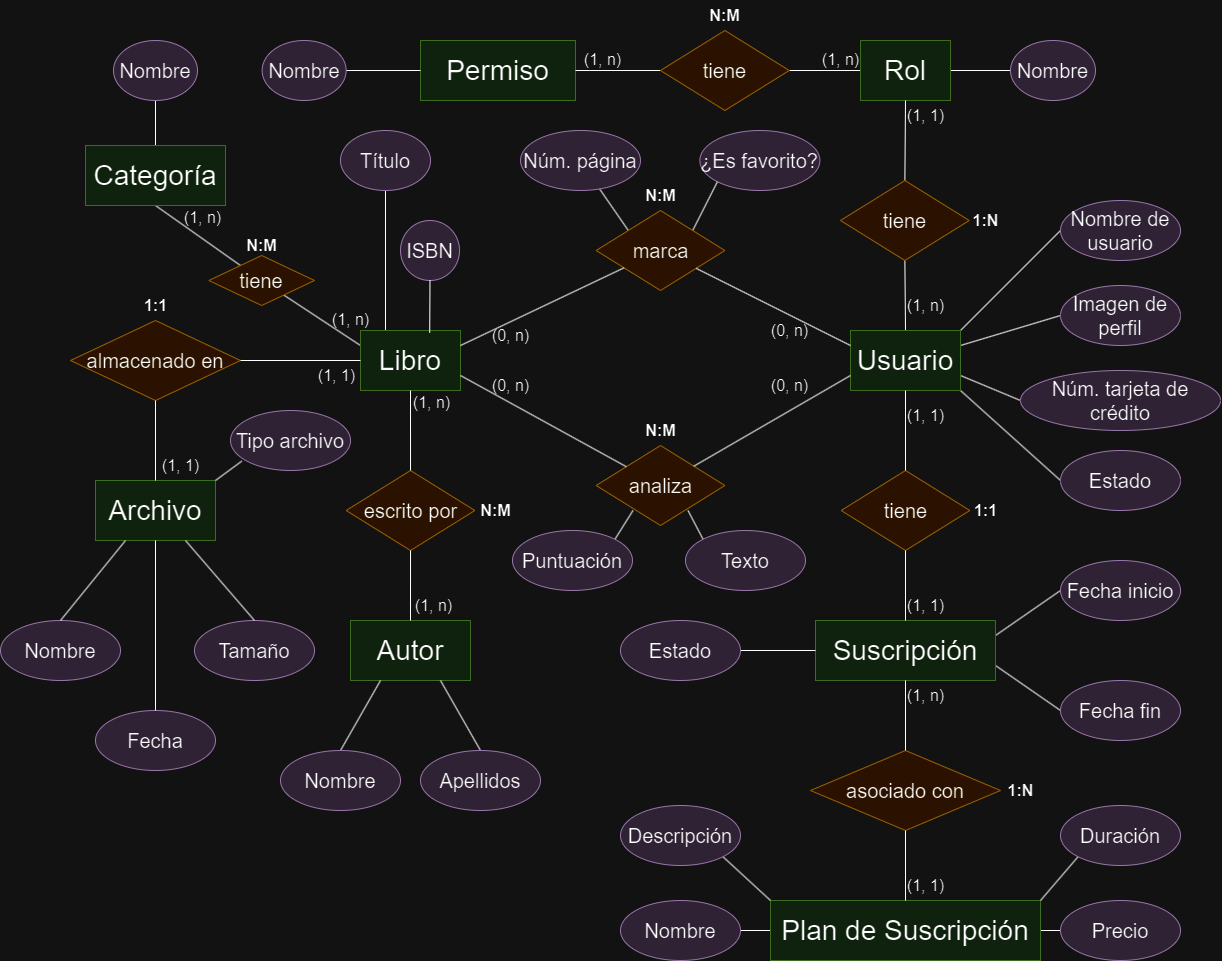 N:M
Nombre
Nombre
Permiso
(1, n)
tiene
(1, n)
Rol
Nombre
(1, 1)
Categoría
Título
Núm. página
¿Es favorito?
N:M
(1, n)
N:M
ISBN
marca
tiene
1:N
Nombre de
usuario
tiene
1:1
(1, n)
(0, n)
(0, n)
(1, n)
Imagen de
perfil
almacenado en
(1, 1)
Libro
Usuario
(0, n)
(0, n)
Núm. tarjeta de
crédito
(1, n)
(1, 1)
Tipo archivo
N:M
(1, 1)
analiza
Estado
Archivo
escrito por
N:M
tiene
1:1
Puntuación
Texto
(1, n)
(1, 1)
Fecha inicio
Nombre
Tamaño
Autor
Estado
Suscripción
(1, n)
Fecha fin
Fecha
Nombre
Apellidos
asociado con
1:N
Descripción
Duración
(1, 1)
Nombre
Plan de Suscripción
Precio